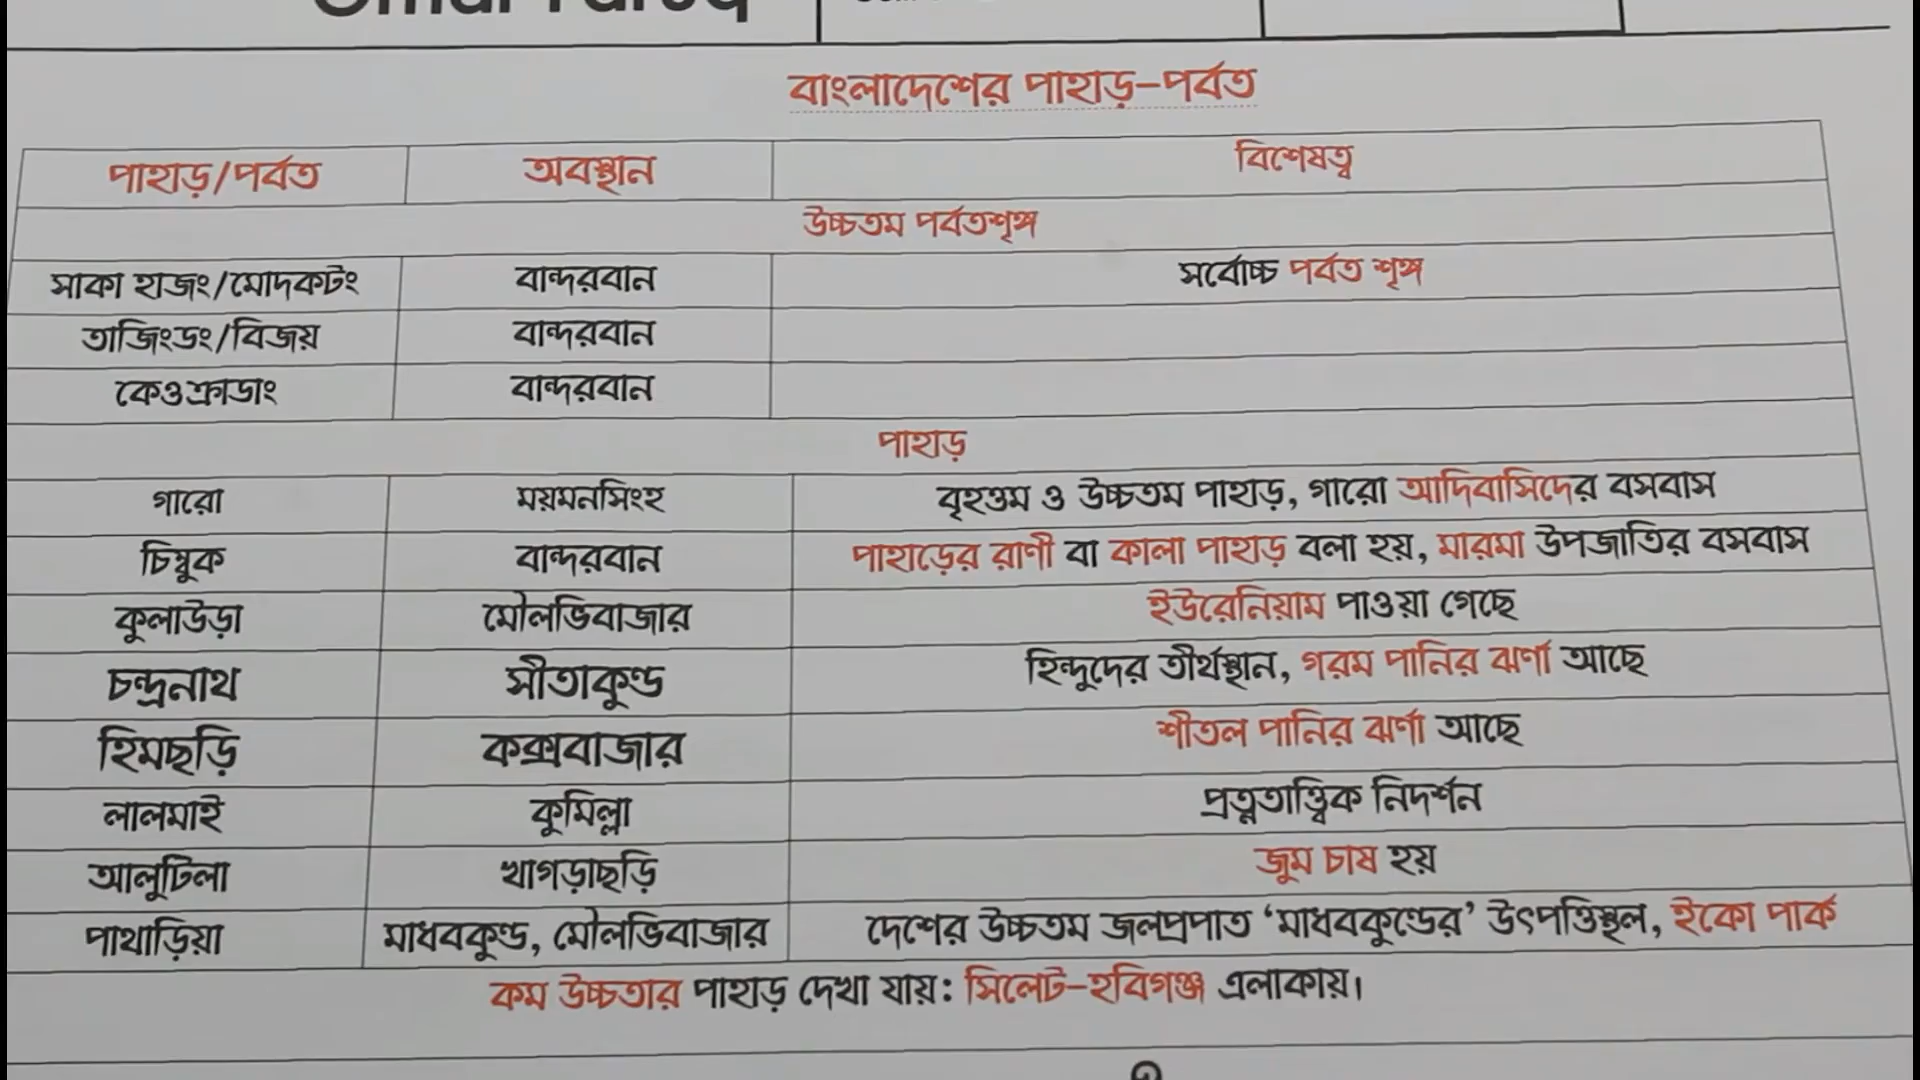 বাংলাদেশের পাহাড়-পর্বত
পাহাড়/পর্বত অবস্থান বিশেষত্ব
উচ্চতম পর্বতশৃঙ্গ
সাকা হাজং/মোদকটং বান্দরবান সর্বোচ্চ পর্বত শৃঙ্গ
তাজিংডং/বিজয় বান্দরবান
কেওক্রাডাং বান্দরবান
পাহাড়
গারো ময়মনসিংহ বৃহত্তম ও উচ্চতম পাহাড়, গারো আদিবাসিদের বসবাস
চিম্বুক বান্দরবান পাহাড়ের রাণী বা কালা পাহাড় বলা হয়, মারমা উপজাতির বসবাস
কুলাউড়া মৌলভিবাজার ইউরেনিয়াম পাওয়া গেছে
চন্দ্রনাথ সীতাকুন্ড হিন্দুদের তীর্থস্থান, গরম পানির ঝর্ণা আছে
হিমছড়ি কক্সবাজার শীতল পানির ঝর্ণা আছে
লালমাই কুমিল্লা প্রত্নতাত্ত্বিক নিদর্শন
আলুটিলা খাগড়াছড়ি জুম চাষ হয়
পাথাড়িয়া মাধবকুন্ড, মৌলভিবাজার দেশের উচ্চতম জলপ্রপাত ‘মাধবকুন্ডের’ উৎপত্তিস্থল, ইকো পার্ক
কম উচ্চতার পাহাড় দেখা যায়: সিলেট-হবিগঞ্জ এলাকায়।